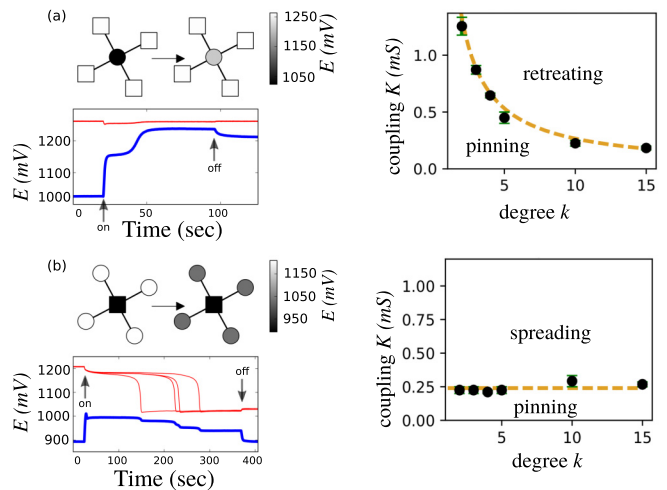 (a)
1250
1150
1050
E (mV)
E (mV)
1200
1100
1000
on
off
0
50
100
Time (sec)
coupling K (mS)
1.0
0.5
0.0
retreating
pinning
5
10
15
degree k
(b)
1150
1050
950
E (mV)
E (mV)
1200
1100
1000
900
on
off
0
100
200
300
400
Time (sec)
coupling K (mS)
1.00
0.75
0.50
0.25
0.00
spreading
pinning
5
10
15
degree k